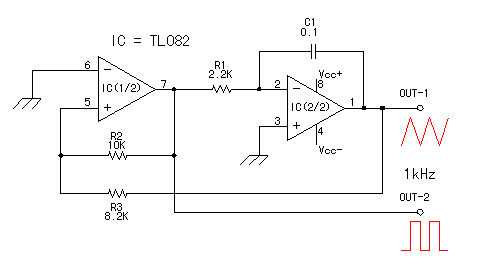 IC = TL082
C1
0.1
R1
2.2K
6
−
IC(1/2)
7
5
+
2
−
Vcc+
8
IC(2/2)
1
3
+
4
Vcc−
OUT-1
R2
10K
1kHz
R3
8.2K
OUT-2